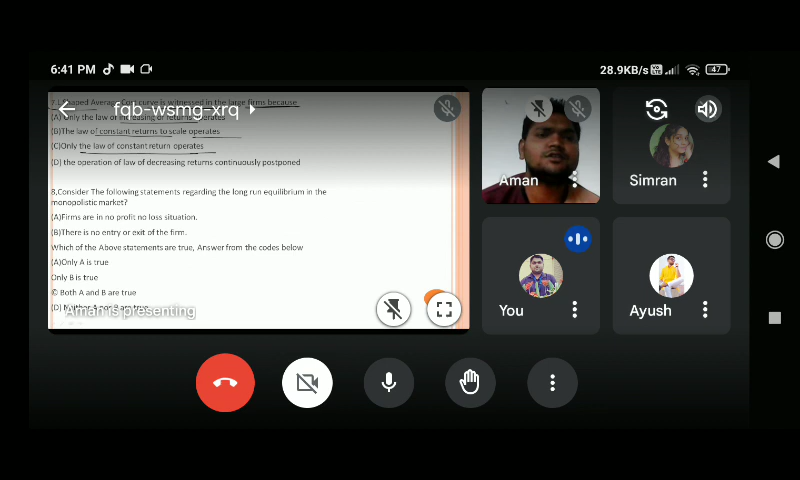 6:41 PM
28.9KB/s
47
fqb-wsmg-xrq
7 L shaped Average Cost curve is witnessed in the large firms because
(A) Only the law of increasing of returns operates
(B)The law of constant returns to scale operates
(C)Only the law of constant return operates
(D) the operation of law of decreasing returns continuously postponed
8,Consider The following statements regarding the long run equilibrium in the
monopolistic market?
(A)Firms are in no profit no loss situation.
(B)There is no entry or exit of the firm.
Which of the Above statements are true, Answer from the codes below
(A)Only A is true
Only B is true
© Both A and B are true
(D) Neither A nor B are true
Aman is presenting
Aman
Simran
You
Ayush